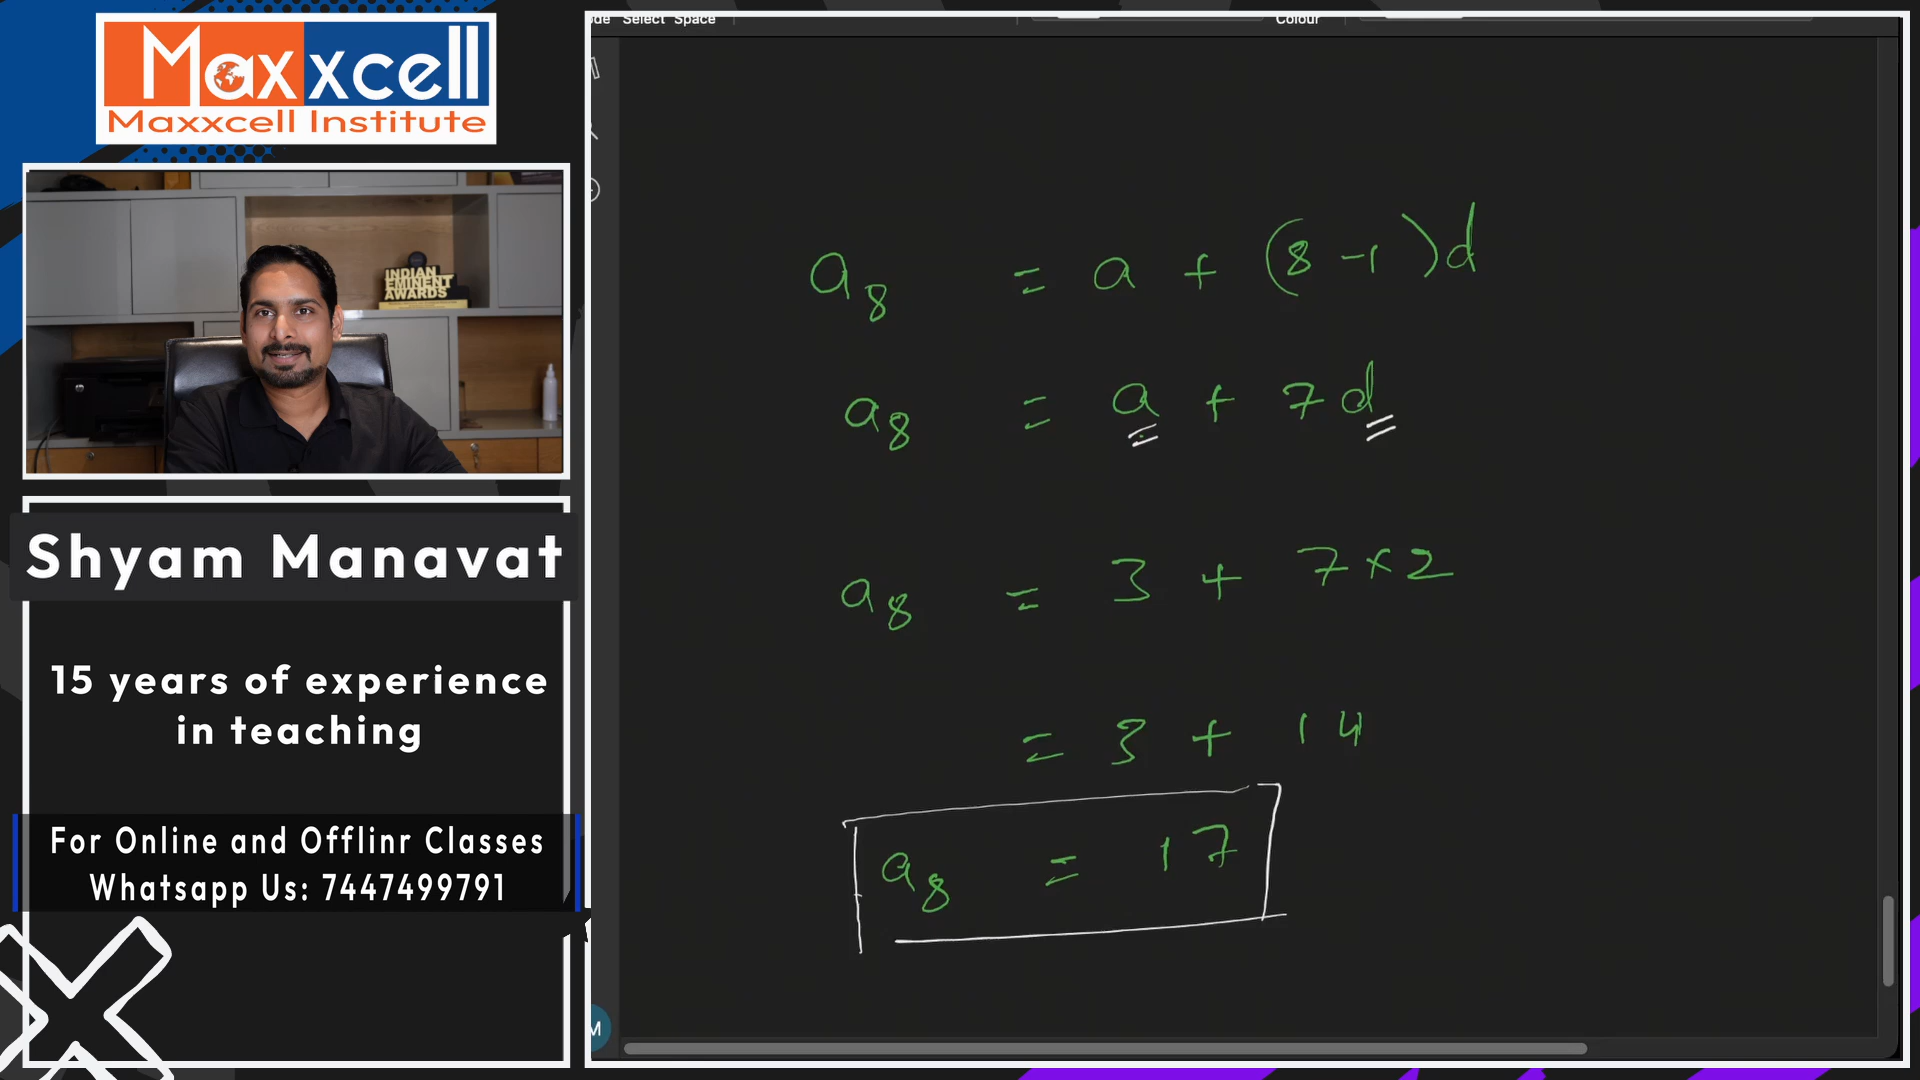 Maxxcell
Maxxcell Institute
INDIAN
EMINENT
AWARDS
Shyam Manavat
15 years of experience
in teaching
For Online and Offlinr Classes
Whatsapp Us: 7447499791
ode Select Space
Colour
a₈ = a + (8 - 1)d
a₈ = a + 7d
a₈ = 3 + 7 × 2
= 3 + 14
a₈ = 17
M